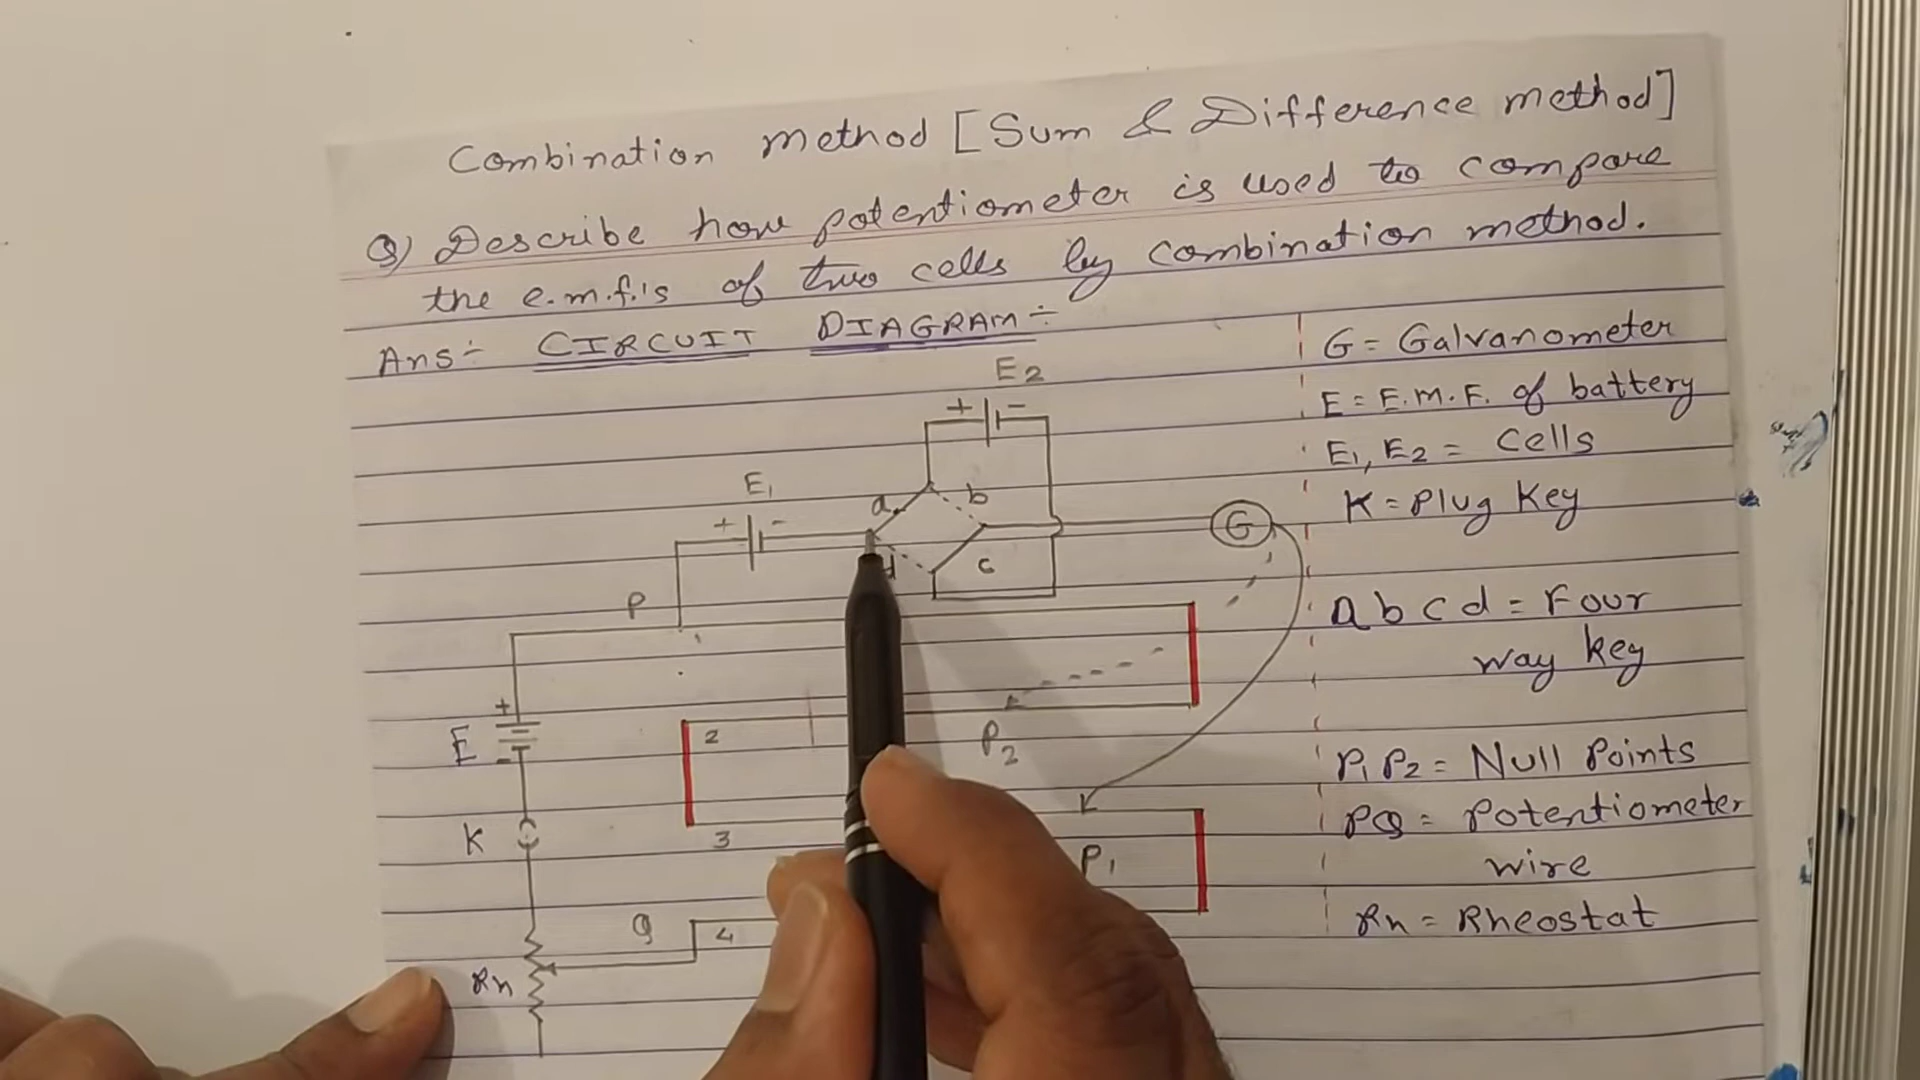 Combination method [Sum & Difference method]
Q) Describe how potentiometer is used to compare
the e.m.f.'s of two cells by combination method.
Ans÷ CIRCUIT DIAGRAM÷
E2
+ -
E1
+ -
a b
d c
G
P
+
E
-
2
P2
K
3
P1
Q
4
Rh
G = Galvanometer
E = E.M.F. of battery
E1, E2 = Cells
K = Plug Key
a b c d = Four
way key
P1 P2 = Null Points
PQ = Potentiometer
wire
Rh = Rheostat